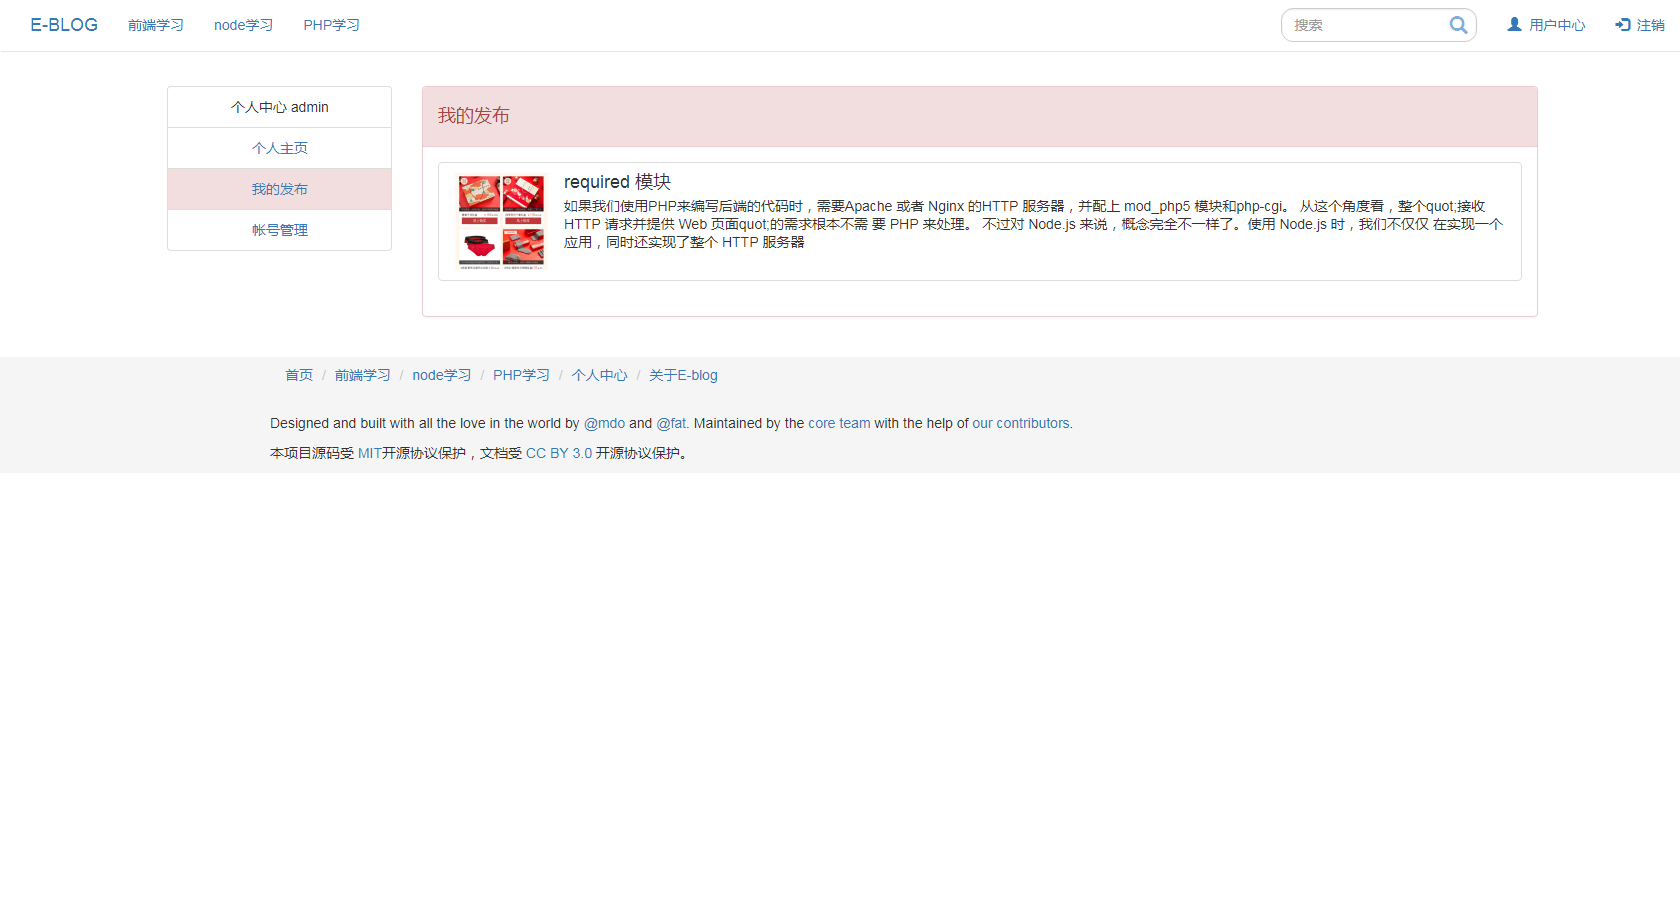 E-BLOG 前端学习 node学习 PHP学习 搜索 用户中心 注销
个人中心 admin
个人主页
我的发布
帐号管理
我的发布
required 模块
如果我们使用PHP来编写后端的代码时，需要Apache 或者 Nginx 的HTTP 服务器，并配上 mod_php5 模块和php-cgi。 从这个角度看，整个quot;接收
HTTP 请求并提供 Web 页面quot;的需求根本不需 要 PHP 来处理。 不过对 Node.js 来说，概念完全不一样了。使用 Node.js 时，我们不仅仅 在实现一个
应用，同时还实现了整个 HTTP 服务器
首页 / 前端学习 / node学习 / PHP学习 / 个人中心 / 关于E-blog
Designed and built with all the love in the world by @mdo and @fat. Maintained by the core team with the help of our contributors.
本项目源码受 MIT开源协议保护，文档受 CC BY 3.0 开源协议保护。